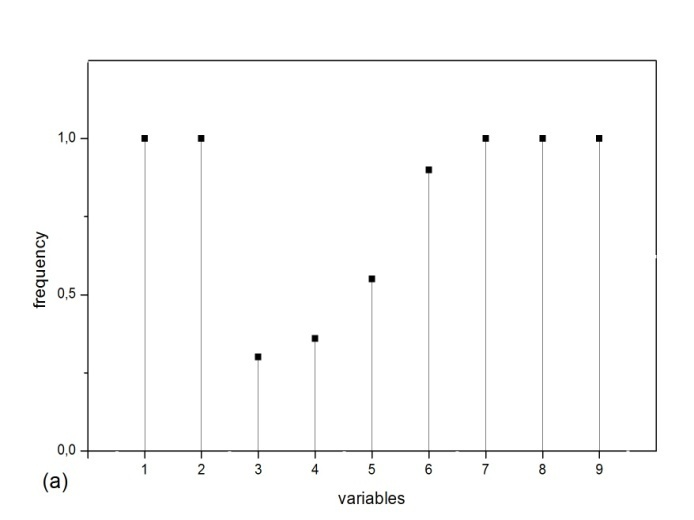 1,0
0,5
0,0
frequency
1 2 3 4 5 6 7 8 9
variables
(a)